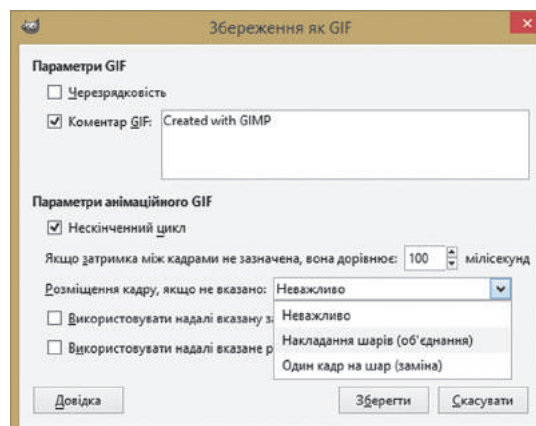 Збереження як GIF
Параметри GIF
Черезрядковість
Коментар GIF: Created with GIMP
Параметри анімаційного GIF
Нескінченний цикл
Якщо затримка між кадрами не зазначена, вона дорівнює: 100 мілісекунд
Розміщення кадру, якщо не вказано: Неважливо
Неважливо
Використовувати надалі вказану
Накладання шарів (об'єднання)
Використовувати надалі вказане
Один кадр на шар (заміна)
Довідка Зберегти Скасувати